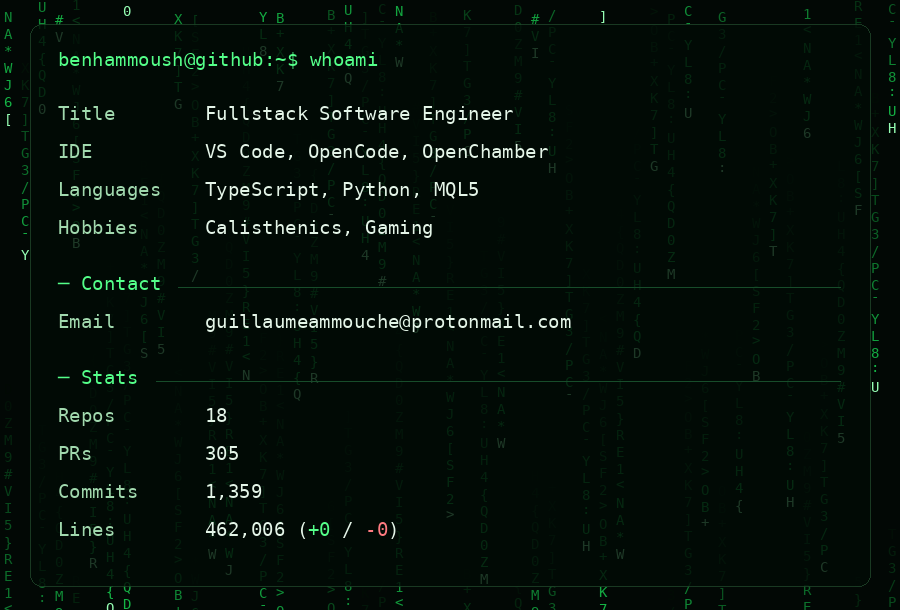 benhammoush@github:~$ whoami
Title Fullstack Software Engineer
IDE VS Code, OpenCode, OpenChamber
Languages TypeScript, Python, MQL5
Hobbies Calisthenics, Gaming
— Contact
Email guillaumeammouche@protonmail.com
— Stats
Repos 18
PRs 305
Commits 1,359
Lines 462,006 (+0 / -0)